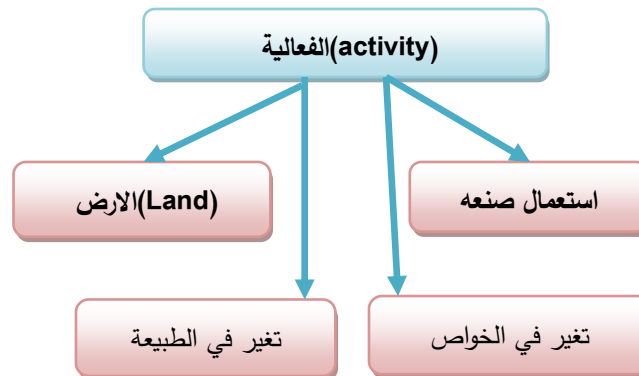 الفعالية(activity)
استعمال صنعه
الارض(Land)
تغير في الخواص
تغير في الطبيعة